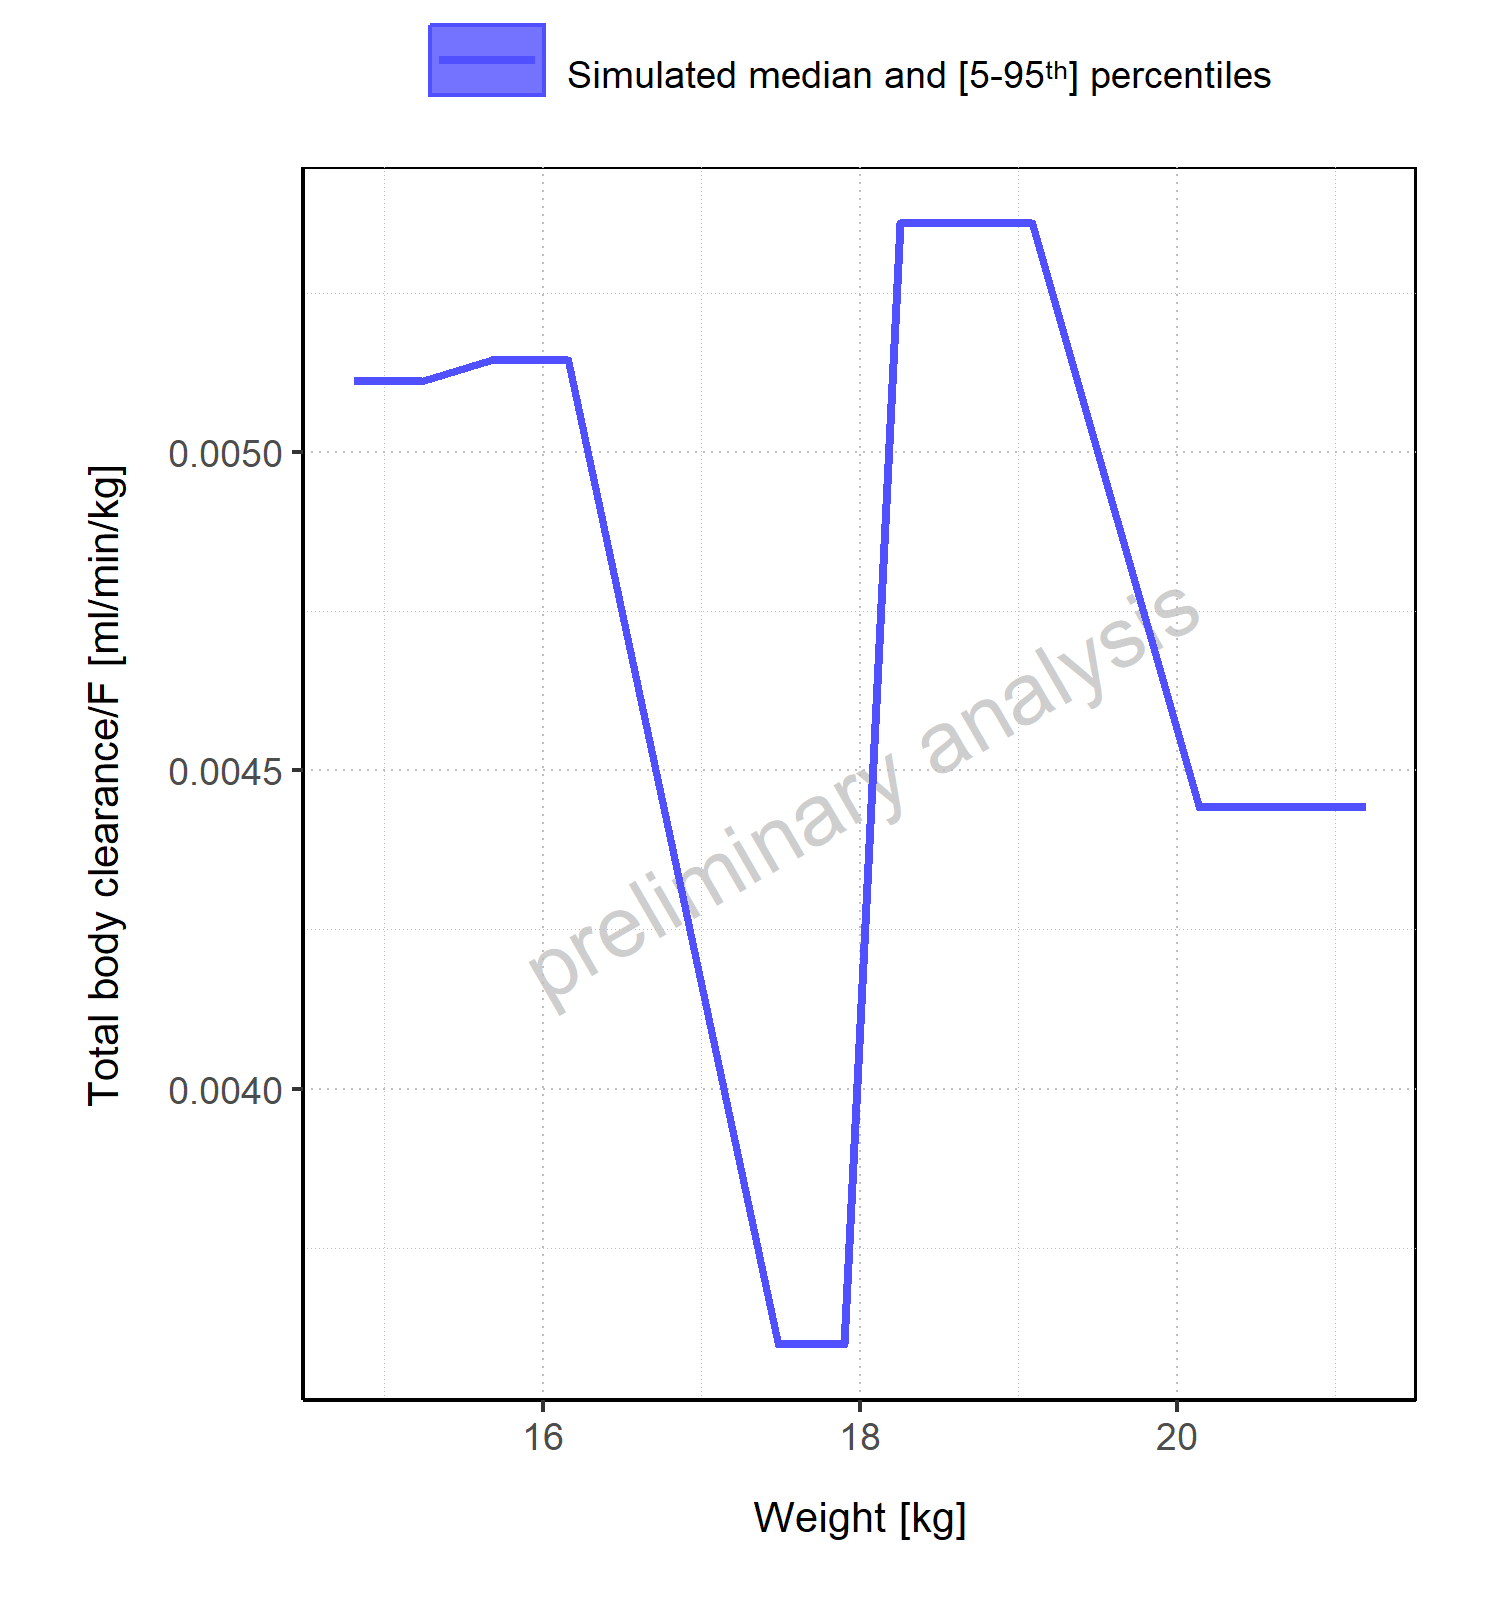 Simulated median and [5-95ᵗʰ] percentiles
0.0050
0.0045
0.0040
Total body clearance/F [ml/min/kg]
preliminary analysis
16 18 20
Weight [kg]